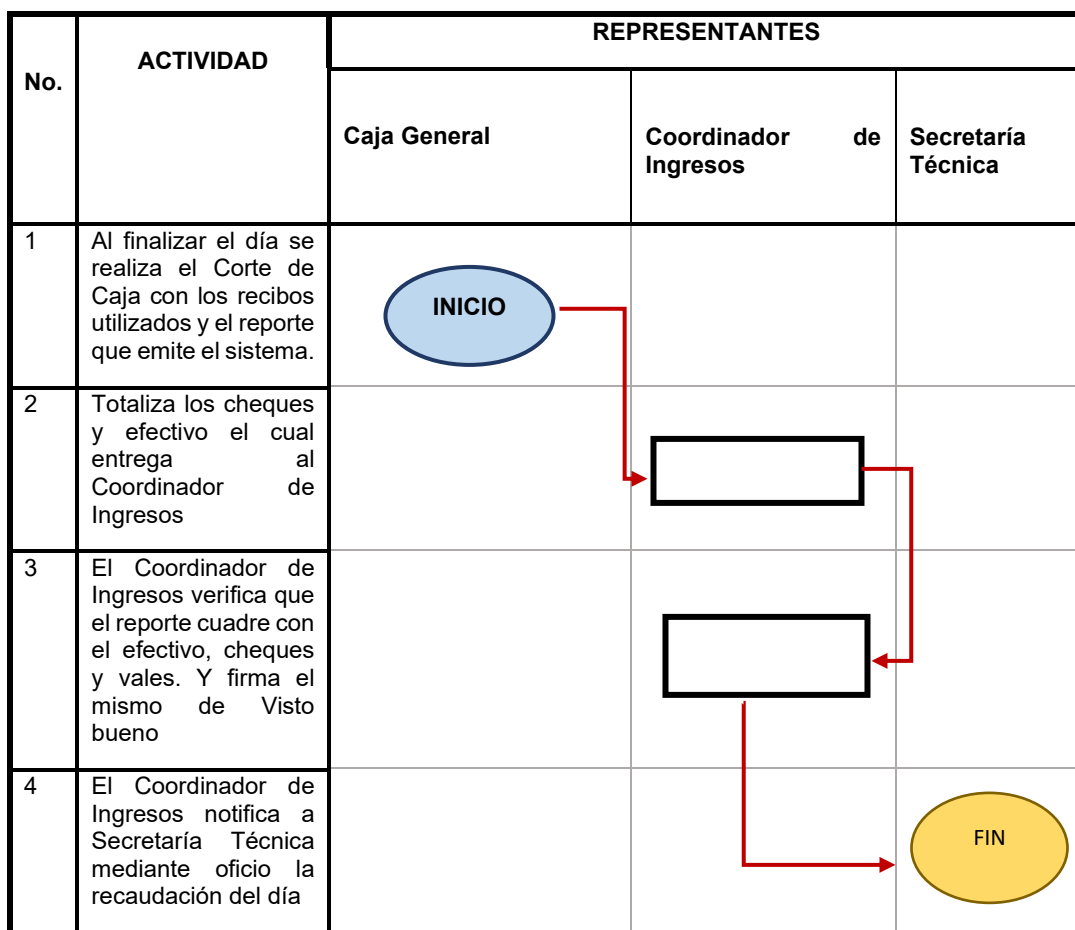 No.
ACTIVIDAD
REPRESENTANTES
Caja General
Coordinador de
Ingresos
Secretaría
Técnica
1
Al finalizar el día se
realiza el Corte de
Caja con los recibos
utilizados y el reporte
que emite el sistema.
INICIO
2
Totaliza los cheques
y efectivo el cual
entrega al
Coordinador de
Ingresos
3
El Coordinador de
Ingresos verifica que
el reporte cuadre con
el efectivo, cheques
y vales. Y firma el
mismo de Visto
bueno
4
El Coordinador de
Ingresos notifica a
Secretaría Técnica
mediante oficio la
recaudación del día
FIN